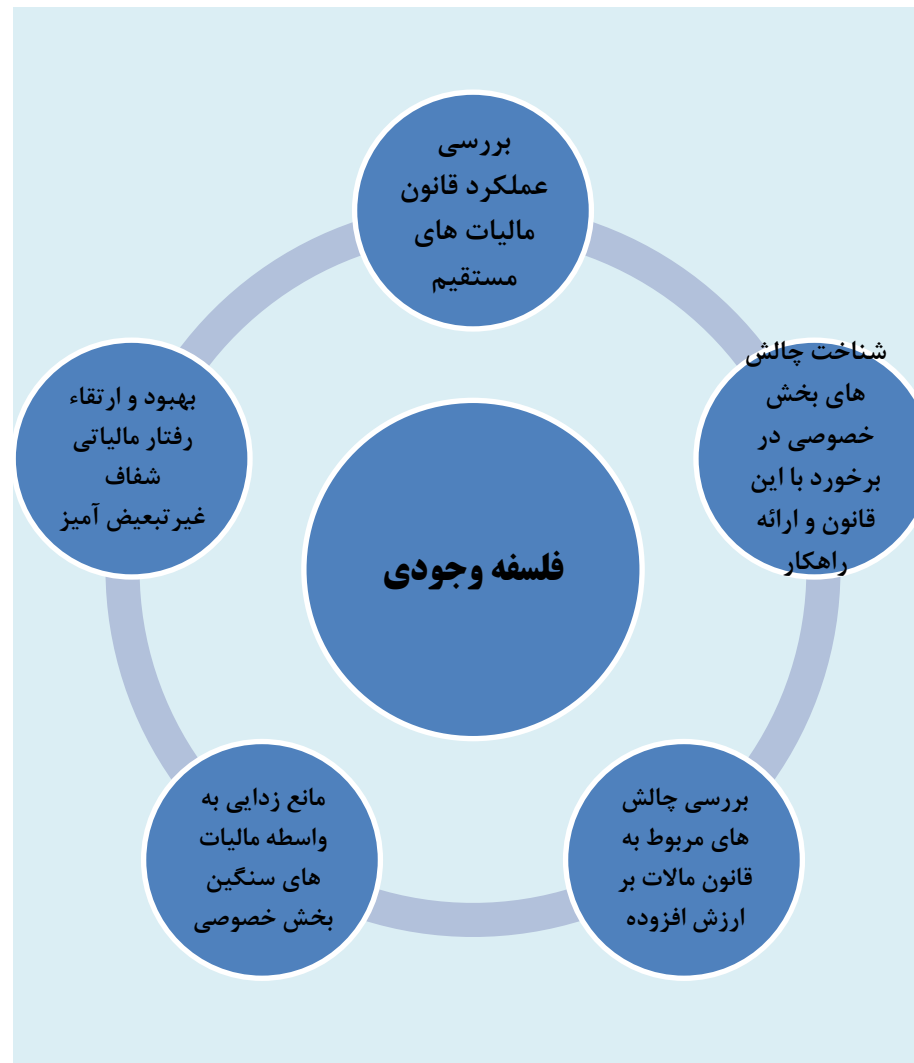 بررسی
عملکرد قانون
مالیات های
مستقیم
شناخت چالش
های بخش
خصوصی در
برخورد با این
قانون و ارائه
راهکار
بررسی چالش
های مربوط به
قانون مالات بر
ارزش افزوده
مانع زدایی به
واسطه مالیات
های سنگین
بخش خصوصی
بهبود و ارتقاء
رفتار مالیاتی
شفاف
غیرتبعیض آمیز
فلسفه وجودی